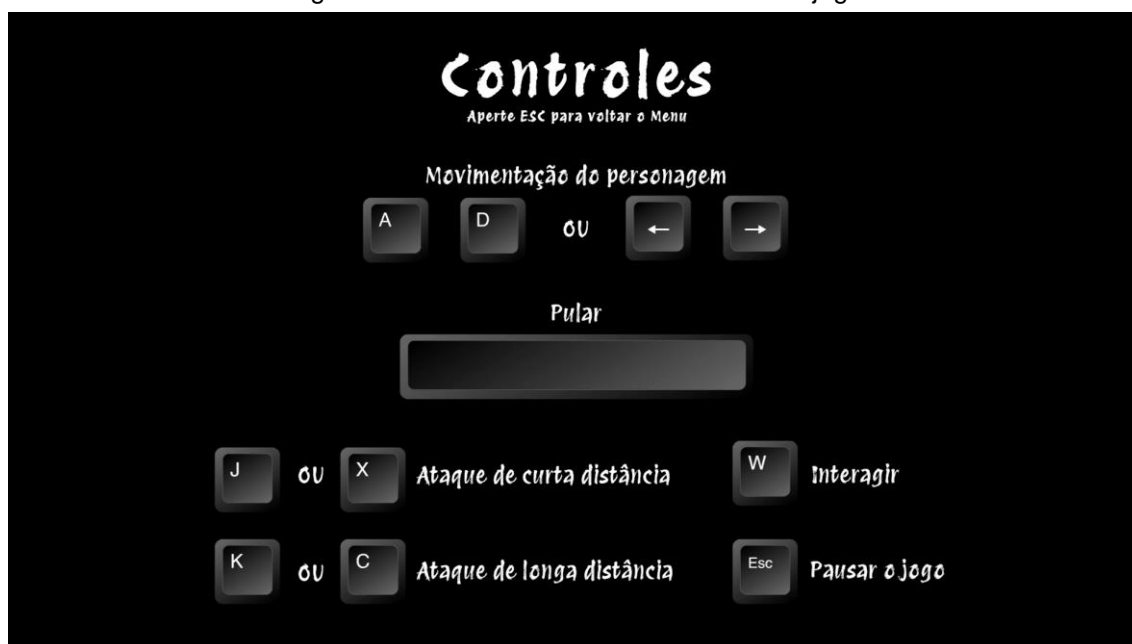 Controles
Aperte ESC para voltar o Menu
Movimentação do personagem
A D OU ← →
Pular
J OU X Ataque de curta distância
W Interagir
K OU C Ataque de longa distância
Esc Pausar o jogo